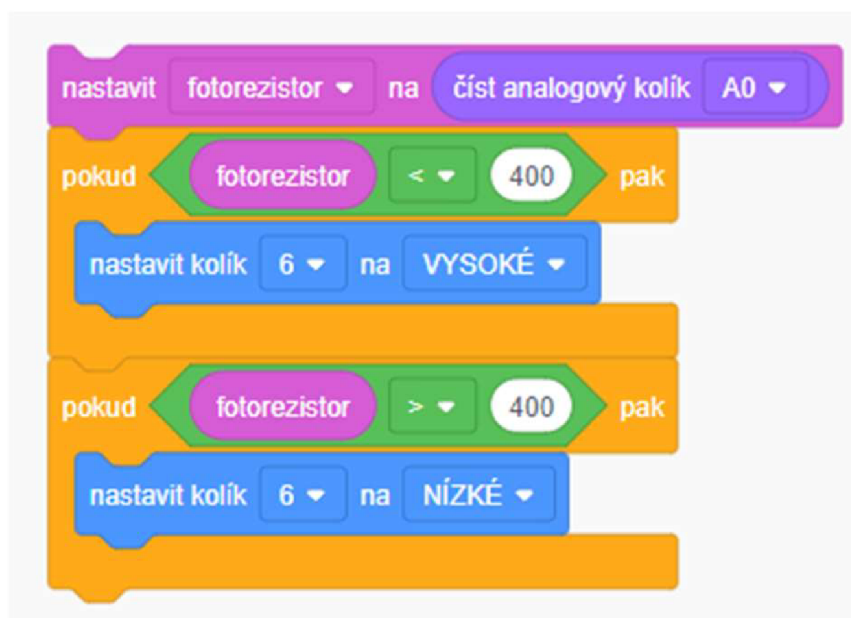 nastavit fotorezistor na číst analogový kolík A0
pokud fotorezistor < 400 pak
nastavit kolík 6 na VYSOKÉ
pokud fotorezistor > 400 pak
nastavit kolík 6 na NÍZKÉ